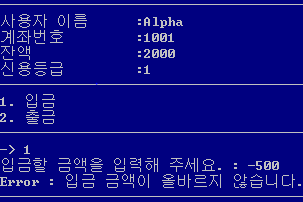 사용자 이름 :Alpha
계좌번호 :1001
잔액 :2000
신용등급 :1
1. 입금
2. 출금
-> 1
입금할 금액을 입력해 주세요. : -500
Error : 입금 금액이 올바르지 않습니다.